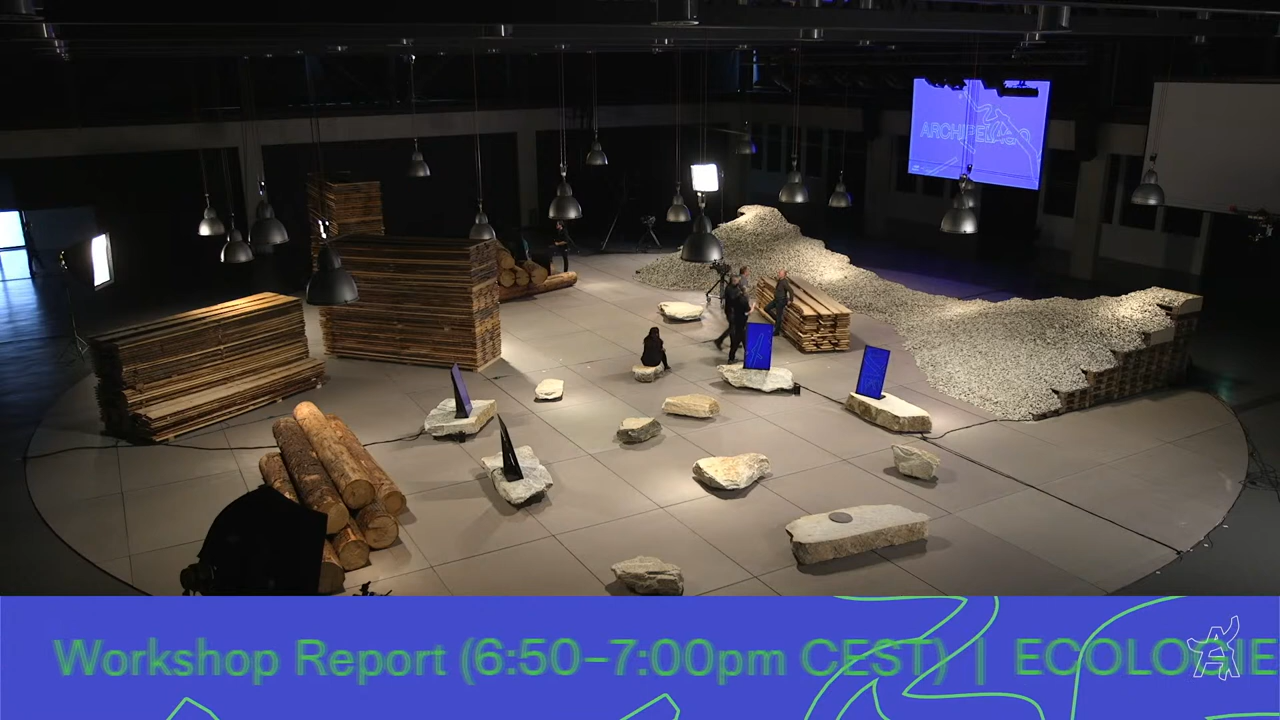 ARCHIPELAGO
Workshop Report (6:50–7:00pm CEST) | ECOLOGIE